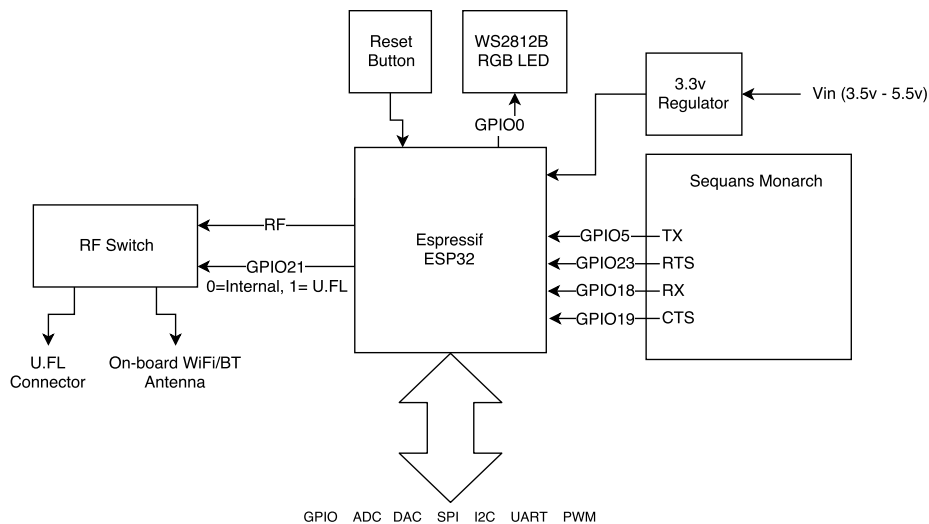 Reset
Button
WS2812B
RGB LED
3.3v
Regulator
Vin (3.5v - 5.5v)
GPIO0
Sequans Monarch
RF Switch
RF
GPIO21
0=Internal, 1= U.FL
Espressif
ESP32
GPIO5 TX
GPIO23 RTS
GPIO18 RX
GPIO19 CTS
U.FL
Connector
On-board WiFi/BT
Antenna
GPIO ADC DAC SPI I2C UART PWM